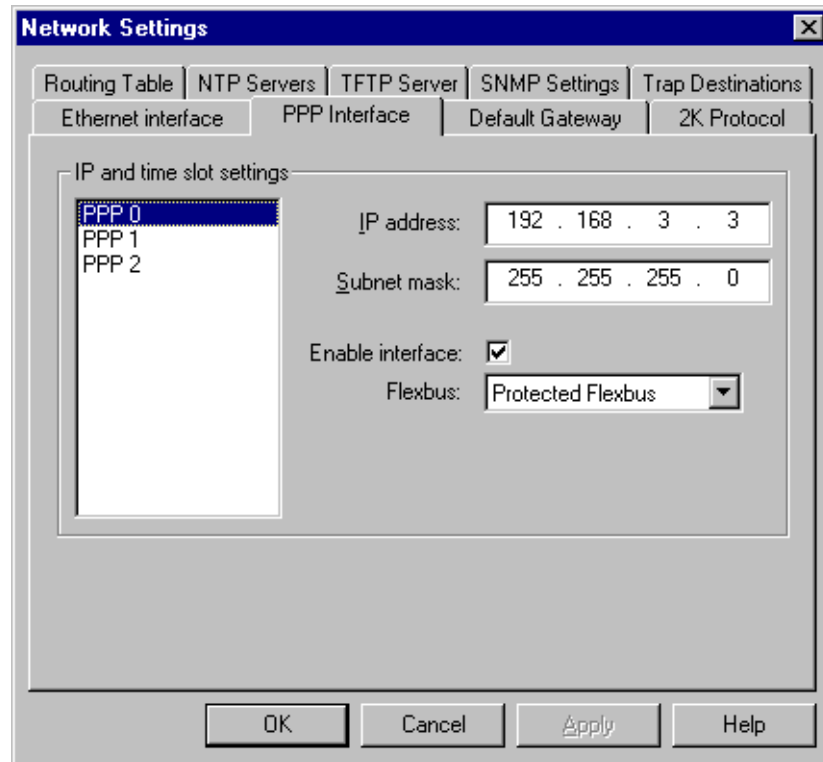 Network Settings
Routing Table NTP Servers TFTP Server SNMP Settings Trap Destinations
Ethernet interface PPP Interface Default Gateway 2K Protocol
IP and time slot settings
PPP 0
PPP 1
PPP 2
IP address: 192 . 168 . 3 . 3
Subnet mask: 255 . 255 . 255 . 0
Enable interface:
Flexbus: Protected Flexbus
OK Cancel Apply Help